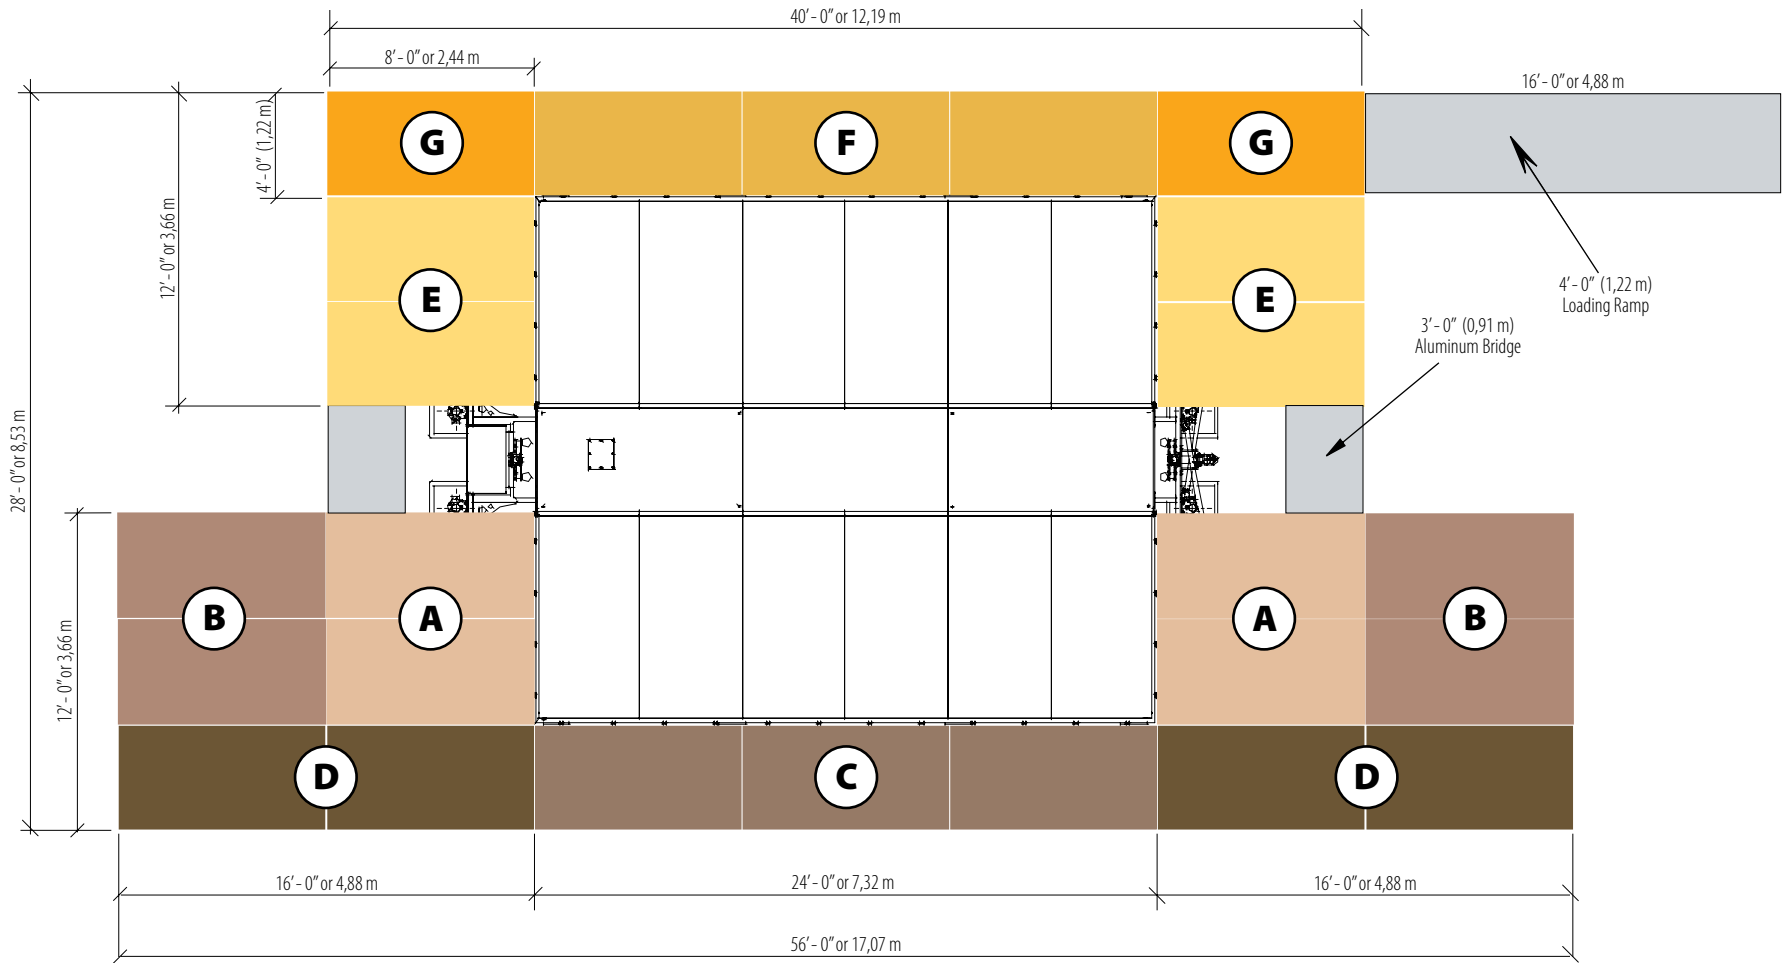 40’- 0” or 12,19 m
8’- 0” or 2,44 m
16’- 0” or 4,88 m
4’- 0” (1,22 m)
G
F
G
12’- 0” or 3,66 m
E
E
4’- 0” (1,22 m)
Loading Ramp
3’- 0” (0,91 m)
Aluminum Bridge
28’- 0” or 8,53 m
B
A
A
B
12’- 0” or 3,66 m
D
C
D
16’- 0” or 4,88 m
24’- 0” or 7,32 m
16’- 0” or 4,88 m
56’- 0” or 17,07 m